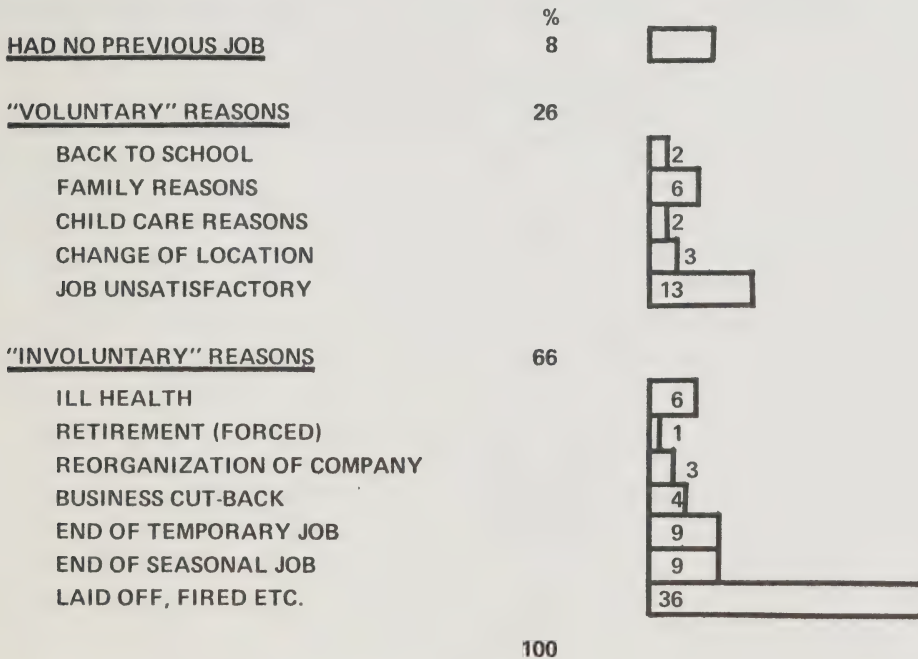 %
HAD NO PREVIOUS JOB 8
"VOLUNTARY" REASONS 26
BACK TO SCHOOL 2
FAMILY REASONS 6
CHILD CARE REASONS 2
CHANGE OF LOCATION 3
JOB UNSATISFACTORY 13
"INVOLUNTARY" REASONS 66
ILL HEALTH 6
RETIREMENT (FORCED) 1
REORGANIZATION OF COMPANY 3
BUSINESS CUT-BACK 4
END OF TEMPORARY JOB 9
END OF SEASONAL JOB 9
LAID OFF, FIRED ETC. 36
100